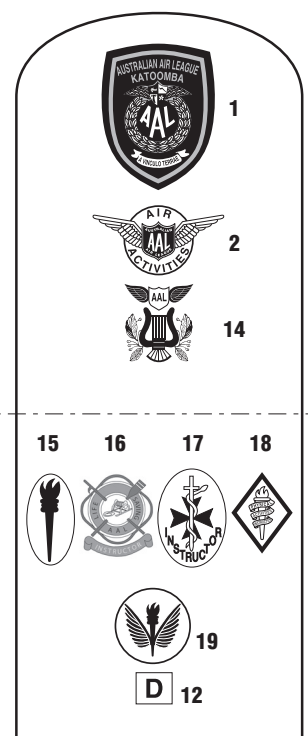 AUSTRALIAN AIR LEAGUE
KATOOMBA
AAL
A VINCULO TERRAE
1
AIR
AAL
ACTIVITIES
2
AAL
14
15 16 17 18
AAL
INSTRUCTOR
INSTRUCTOR
19
D 12